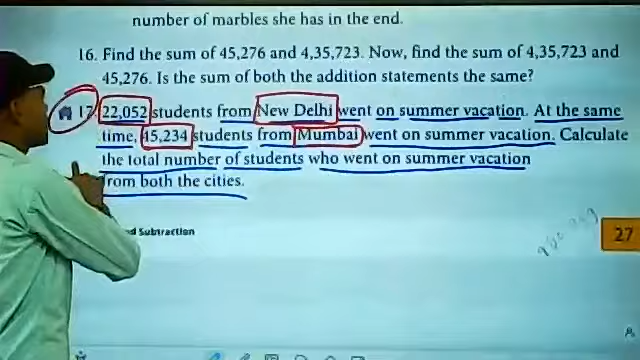 number of marbles she has in the end.
16. Find the sum of 45,276 and 4,35,723. Now, find the sum of 4,35,723 and
45,276. Is the sum of both the addition statements the same?
17. 22,052 students from New Delhi went on summer vacation. At the same
time, 15,234 students from Mumbai went on summer vacation. Calculate
the total number of students who went on summer vacation
from both the cities.
d Subtraction
27